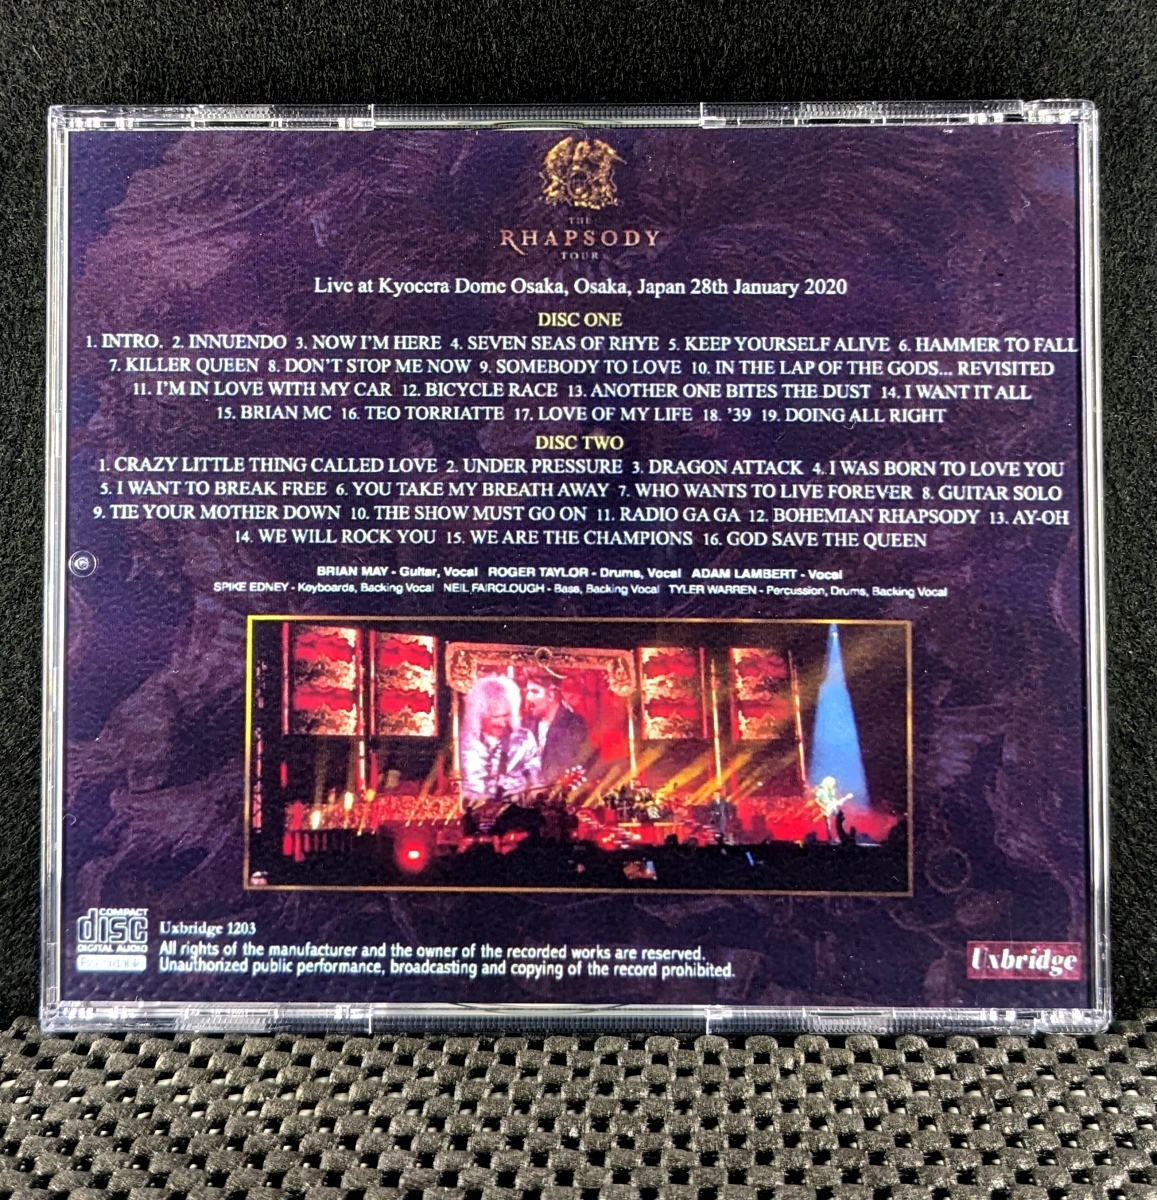 THE
RHAPSODY
TOUR
Live at Kyocera Dome Osaka, Osaka, Japan 28th January 2020
DISC ONE
1. INTRO. 2. INNUENDO 3. NOW I'M HERE 4. SEVEN SEAS OF RHYE 5. KEEP YOURSELF ALIVE 6. HAMMER TO FALL
7. KILLER QUEEN 8. DON'T STOP ME NOW 9. SOMEBODY TO LOVE 10. IN THE LAP OF THE GODS... REVISITED
11. I'M IN LOVE WITH MY CAR 12. BICYCLE RACE 13. ANOTHER ONE BITES THE DUST 14. I WANT IT ALL
15. BRIAN MC 16. TEO TORRIATTE 17. LOVE OF MY LIFE 18. '39 19. DOING ALL RIGHT
DISC TWO
1. CRAZY LITTLE THING CALLED LOVE 2. UNDER PRESSURE 3. DRAGON ATTACK 4. I WAS BORN TO LOVE YOU
5. I WANT TO BREAK FREE 6. YOU TAKE MY BREATH AWAY 7. WHO WANTS TO LIVE FOREVER 8. GUITAR SOLO
9. TIE YOUR MOTHER DOWN 10. THE SHOW MUST GO ON 11. RADIO GA GA 12. BOHEMIAN RHAPSODY 13. AY-OH
14. WE WILL ROCK YOU 15. WE ARE THE CHAMPIONS 16. GOD SAVE THE QUEEN
BRIAN MAY - Guitar, Vocal ROGER TAYLOR - Drums, Vocal ADAM LAMBERT - Vocal
SPIKE EDNEY - Keyboards, Backing Vocal NEIL FAIRCLOUGH - Bass, Backing Vocal TYLER WARREN - Percussion, Drums, Backing Vocal
COMPACT
disc
DIGITAL AUDIO
Recordable
Uxbridge 1203
All rights of the manufacturer and the owner of the recorded works are reserved.
Unauthorized public performance, broadcasting and copying of the record prohibited.
Uxbridge